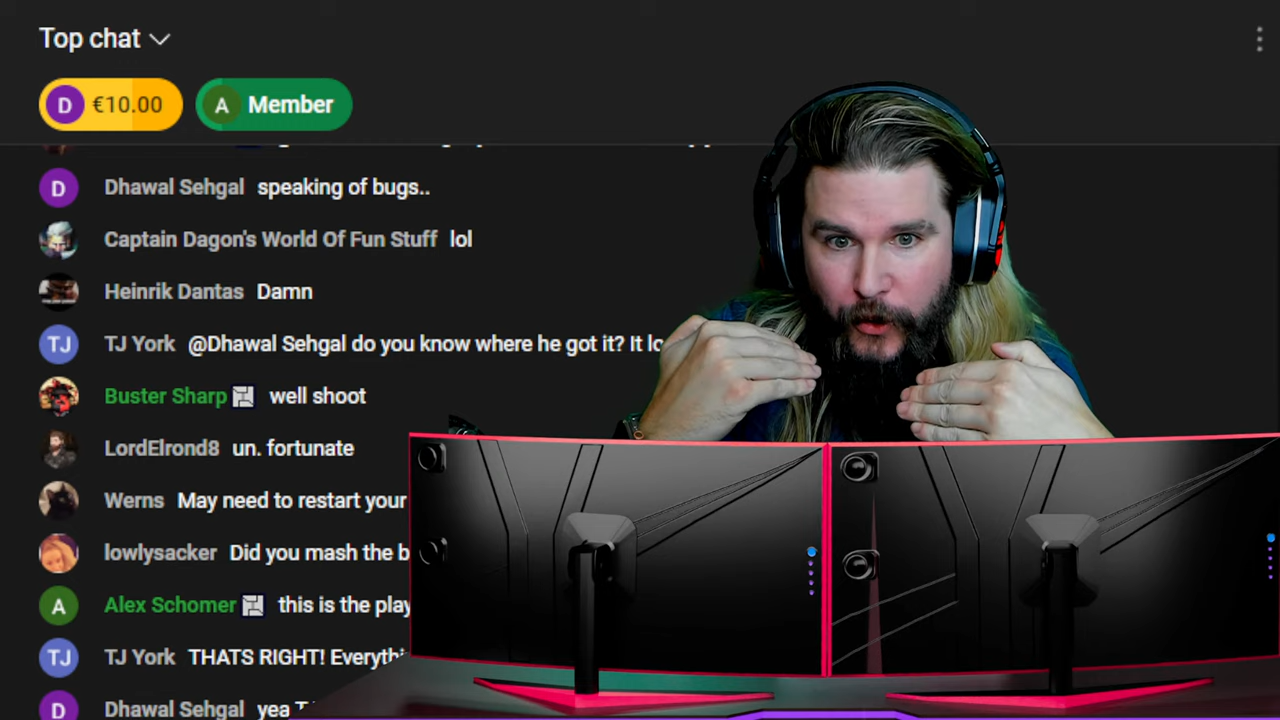 Top chat
D €10.00 A Member
D Dhawal Sehgal speaking of bugs..
Captain Dagon's World Of Fun Stuff lol
Heinrik Dantas Damn
TJ TJ York @Dhawal Sehgal do you know where he got it? It
Buster Sharp well shoot
LordElrond8 un. fortunate
Werns May need to restart your
lowlysacker Did you mash the
A Alex Schomer this is the
TJ TJ York THATS RIGHT!
D Dhawal Sehgal yea